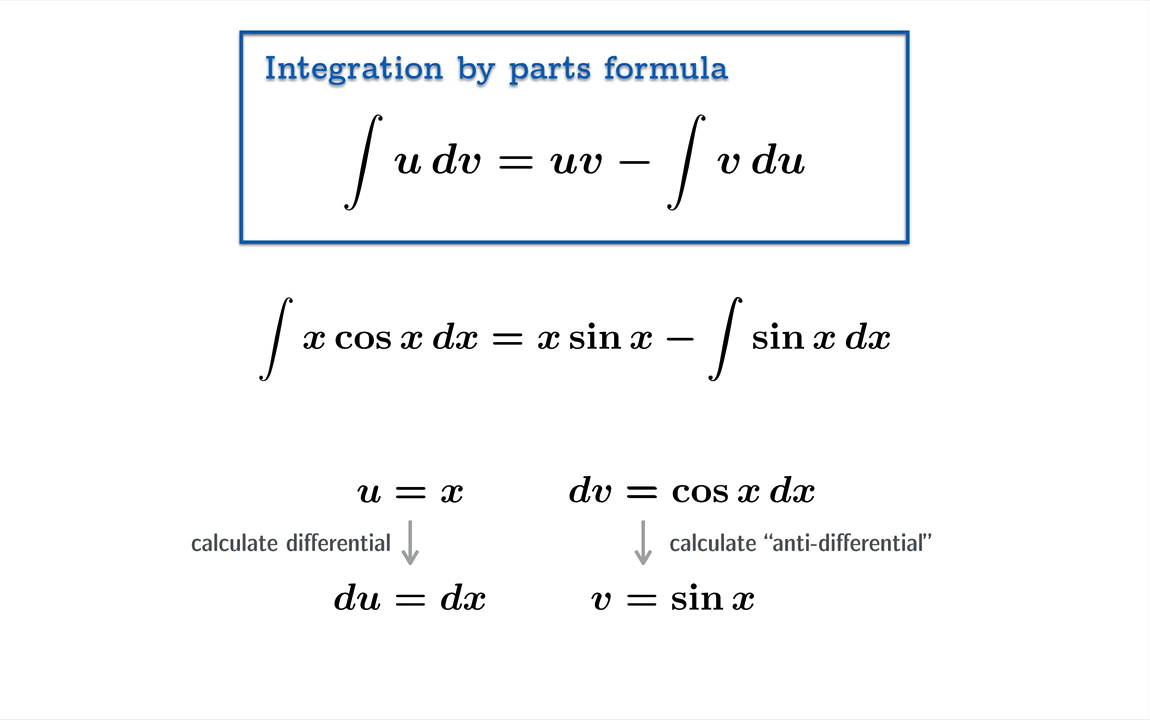 Integration by parts formula
∫ u dv = uv − ∫ v du
∫ x cos x dx = x sin x − ∫ sin x dx
u = x dv = cos x dx
calculate differential ↓ ↓ calculate “anti-differential”
du = dx v = sin x